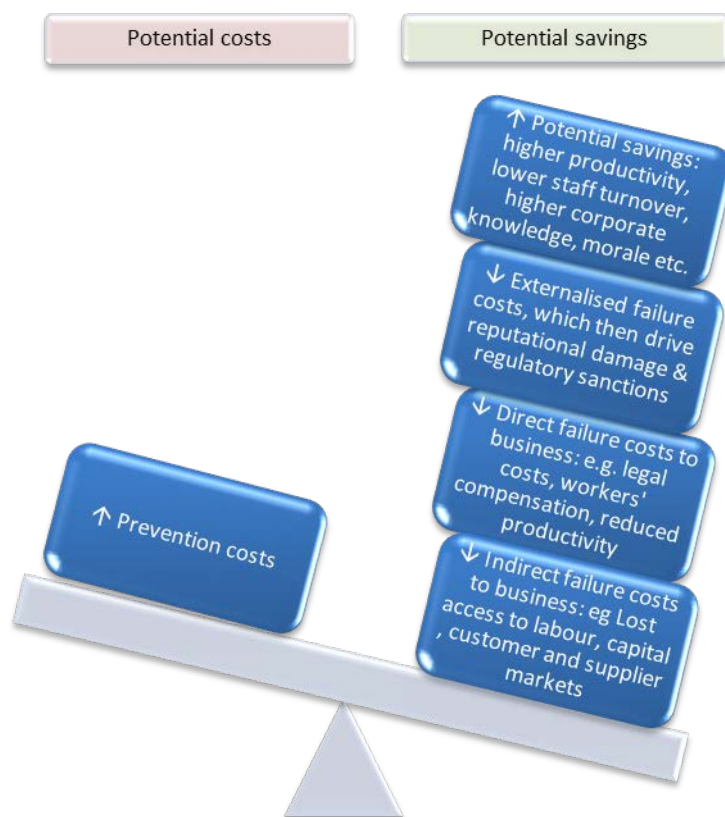 Potential costs
Potential savings
↑ Potential savings:
higher productivity,
lower staff turnover,
higher corporate
knowledge, morale etc.
↓ Externalised failure
costs, which then drive
reputational damage &
regulatory sanctions
↓ Direct failure costs to
business: e.g. legal
costs, workers'
compensation, reduced
productivity
↑ Prevention costs
↓ Indirect failure costs
to business: eg Lost
access to labour, capital
, customer and supplier
markets